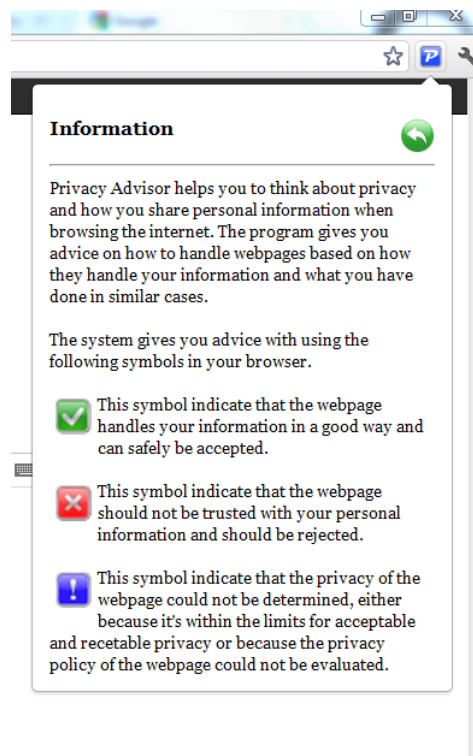 Google
P
Information
Privacy Advisor helps you to think about privacy
and how you share personal information when
browsing the internet. The program gives you
advice on how to handle webpages based on how
they handle your information and what you have
done in similar cases.
The system gives you advice with using the
following symbols in your browser.
This symbol indicate that the webpage
handles your information in a good way and
can safely be accepted.
This symbol indicate that the webpage
should not be trusted with your personal
information and should be rejected.
This symbol indicate that the privacy of the
webpage could not be determined, either
because it's within the limits for acceptable
and recetable privacy or because the privacy
policy of the webpage could not be evaluated.